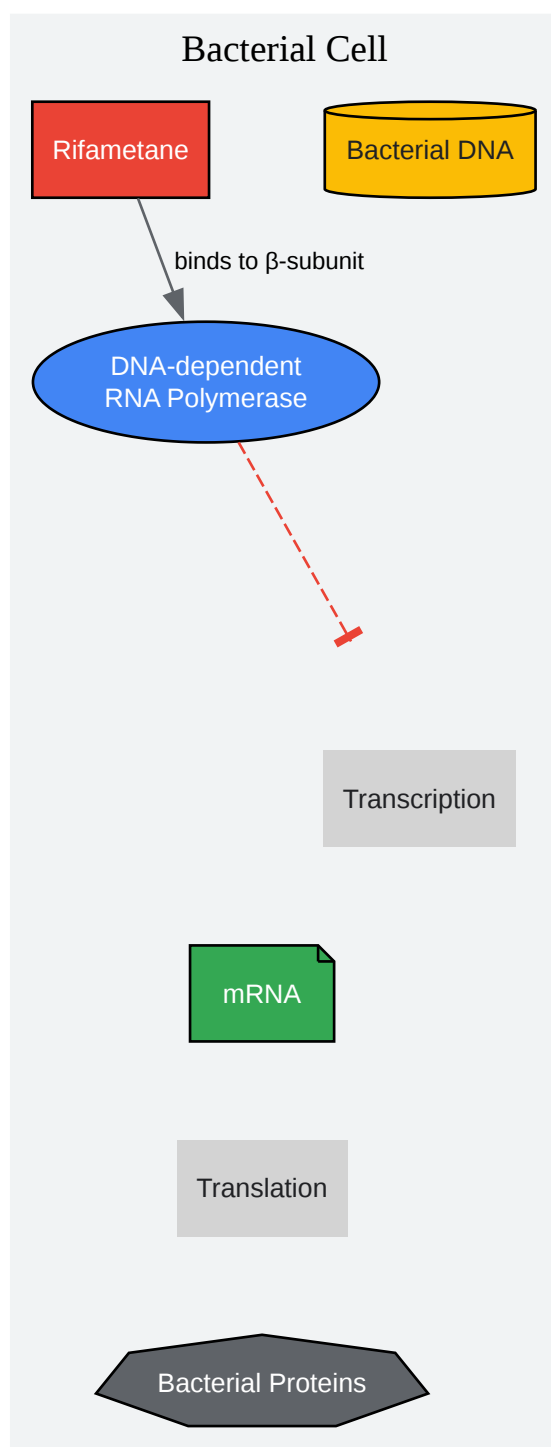 Bacterial Cell
Rifametane
Bacterial DNA
binds to β-subunit
DNA-dependent
RNA Polymerase
Transcription
mRNA
Translation
Bacterial Proteins